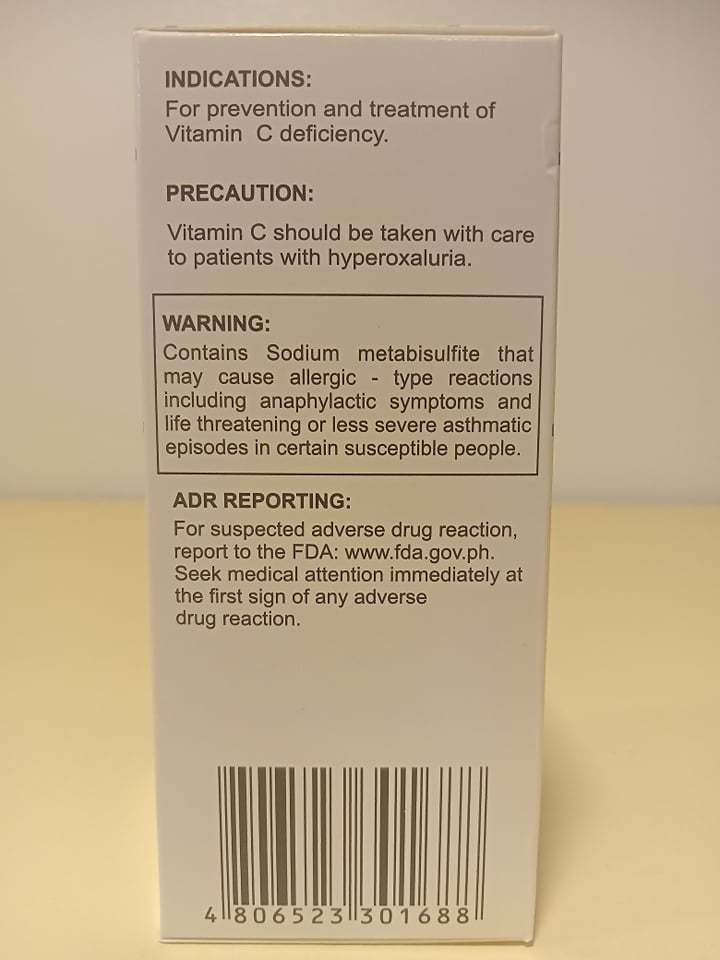 INDICATIONS:
For prevention and treatment of
Vitamin C deficiency.
PRECAUTION:
Vitamin C should be taken with care
to patients with hyperoxaluria.
WARNING:
Contains Sodium metabisulfite that
may cause allergic - type reactions
including anaphylactic symptoms and
life threatening or less severe asthmatic
episodes in certain susceptible people.
ADR REPORTING:
For suspected adverse drug reaction,
report to the FDA: www.fda.gov.ph.
Seek medical attention immediately at
the first sign of any adverse
drug reaction.
4 806523 301688